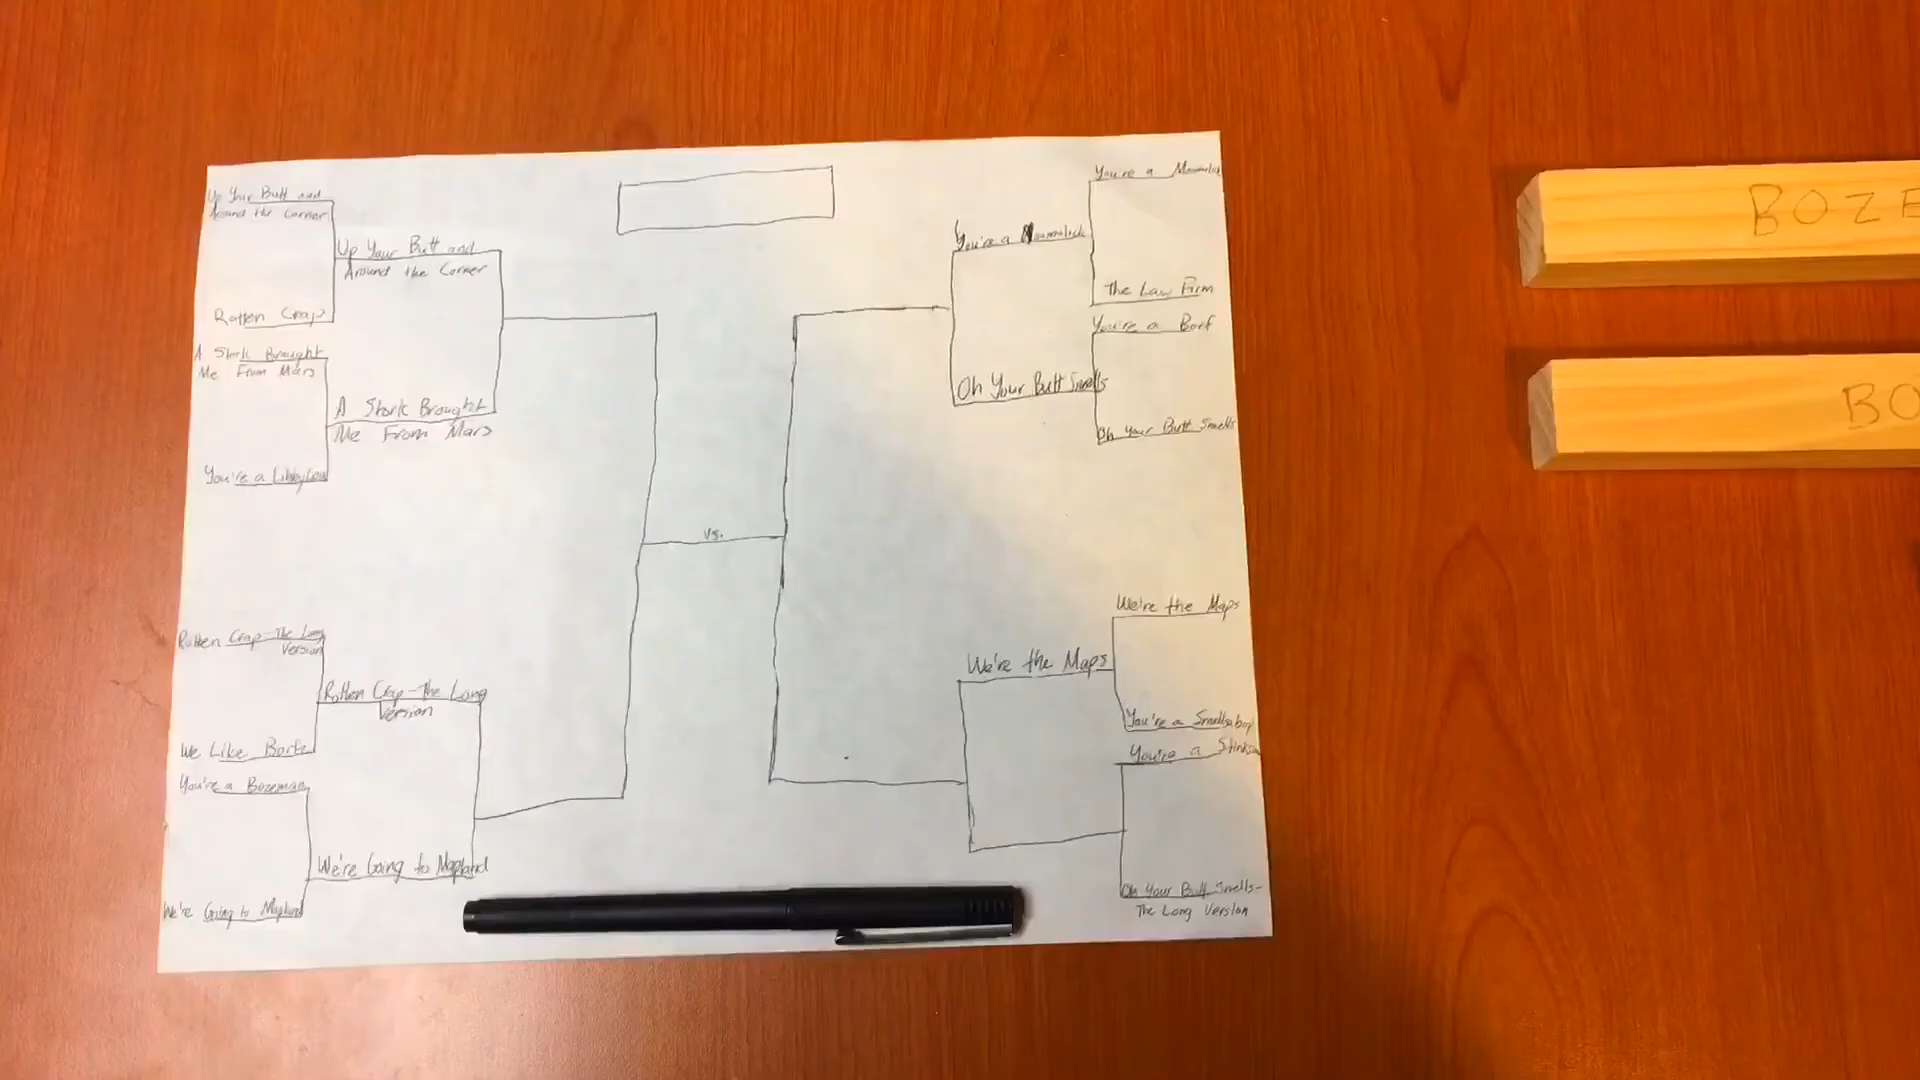 Up Your Butt and
Around the Corner
Rotten Crap
A Stork Brought
Me From Mars
You're a Libbylou
Up Your Butt and
Around the Corner
A Stork Brought
Me From Mars
Rotten Crap-The Long
Version
We Like Borfs
You're a Bozeman
We're Going to Mapland
Rotten Crap-The Long
Version
We're Going to Mapland
vs.
You're a
Oh Your Butt Smells
We're the Maps
You're a
The Law Firm
You're a Borf
Oh Your Butt Smells
We're the Maps
You're a
You're a
Oh Your Butt Smells-
The Long Version
BOZE
BO